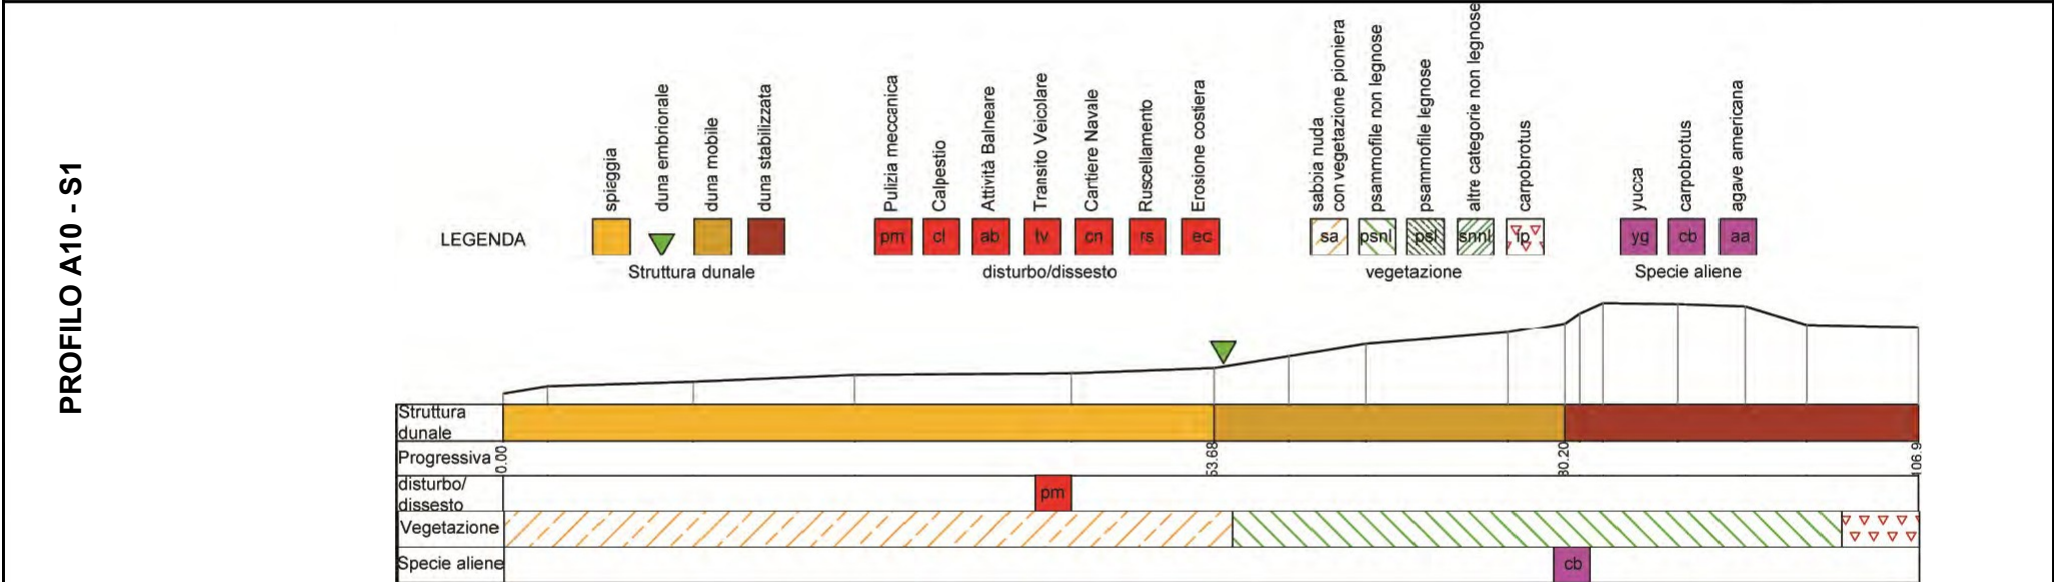 PROFILO A10 - S1
LEGENDA
spiaggia
duna embrionale
duna mobile
duna stabilizzata
Struttura dunale
Pulizia meccanica
Calpestio
Attività Balneare
Transito Veicolare
Cantiere Navale
Ruscellamento
Erosione costiera
pm
cl
ab
tv
cn
rs
ec
disturbo/dissesto
sabbia nuda
con vegetazione pioniera
psammofile non legnose
psammofile legnose
altre categorie non legnose
carpobrotus
sa
psnl
psl
snnl
ip
vegetazione
yucca
carpobrotus
agave americana
yg
cb
aa
Specie aliene
Struttura
dunale
Progressiva
0.00
53.68
80.20
106.9
disturbo/
dissesto
pm
Vegetazione
Specie aliene
cb